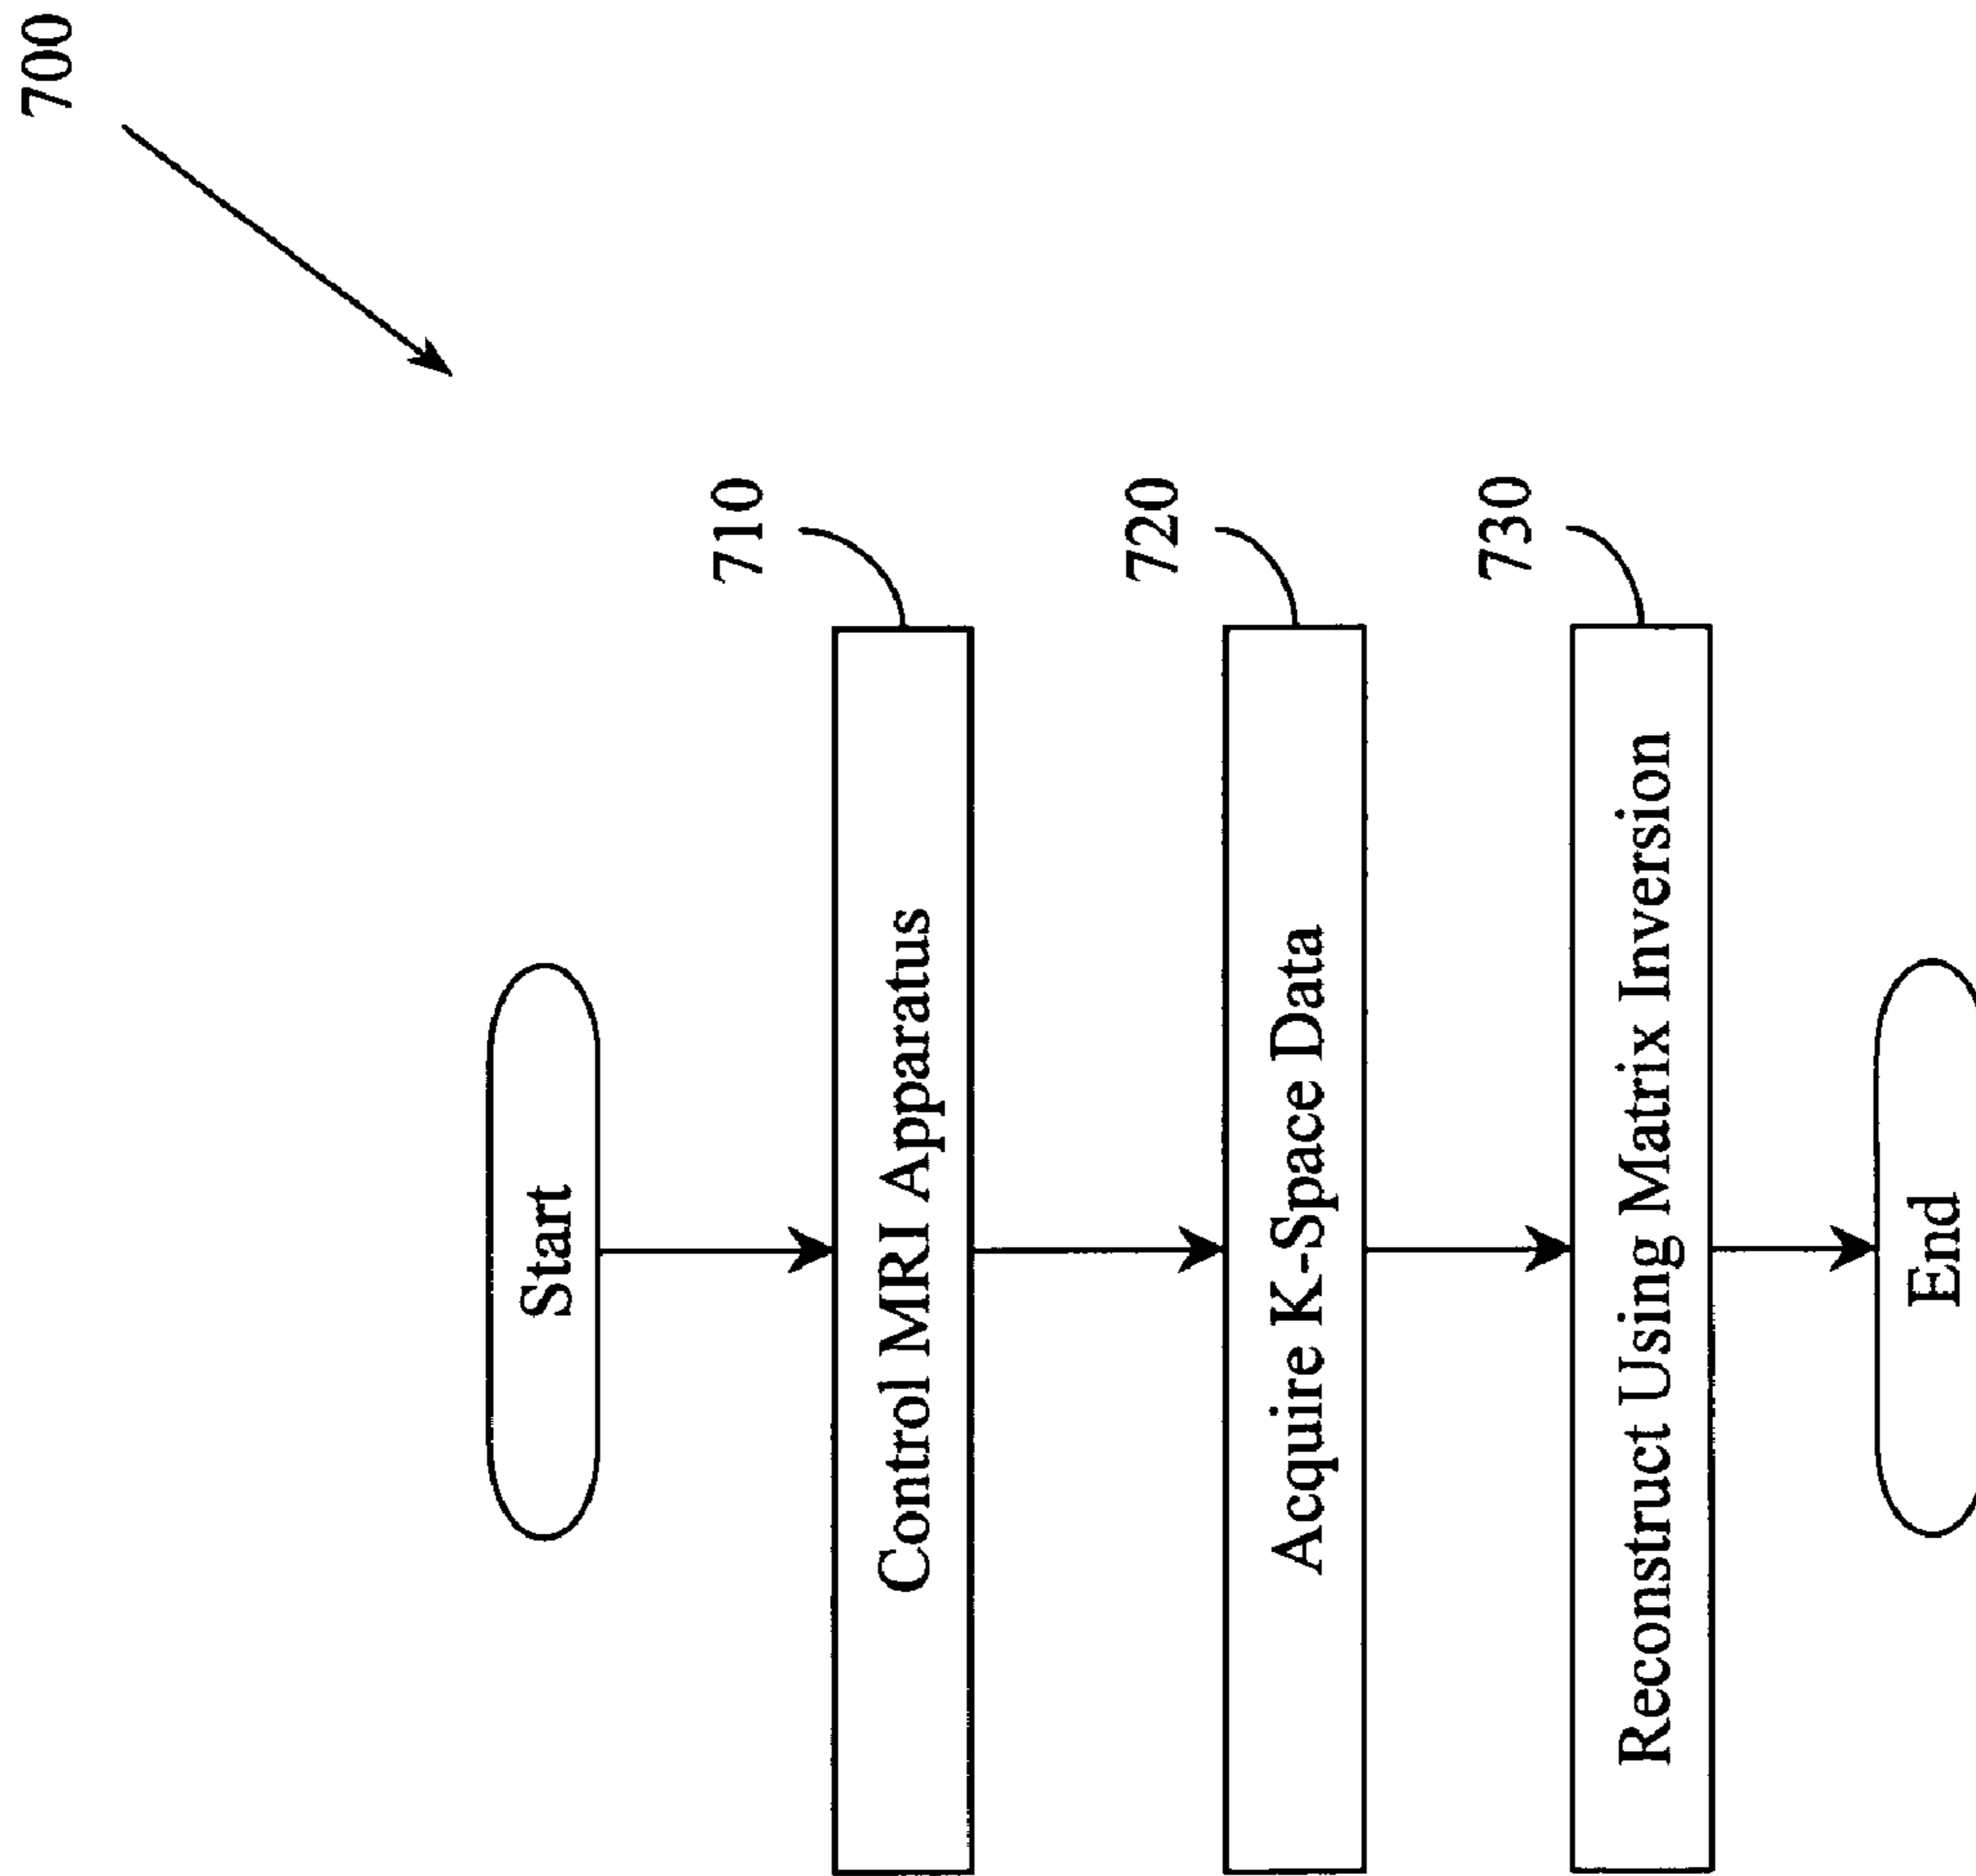 700
Start
710
Control MRI Apparatus
720
Acquire K-Space Data
730
Reconstruct Using Matrix Inversion
End